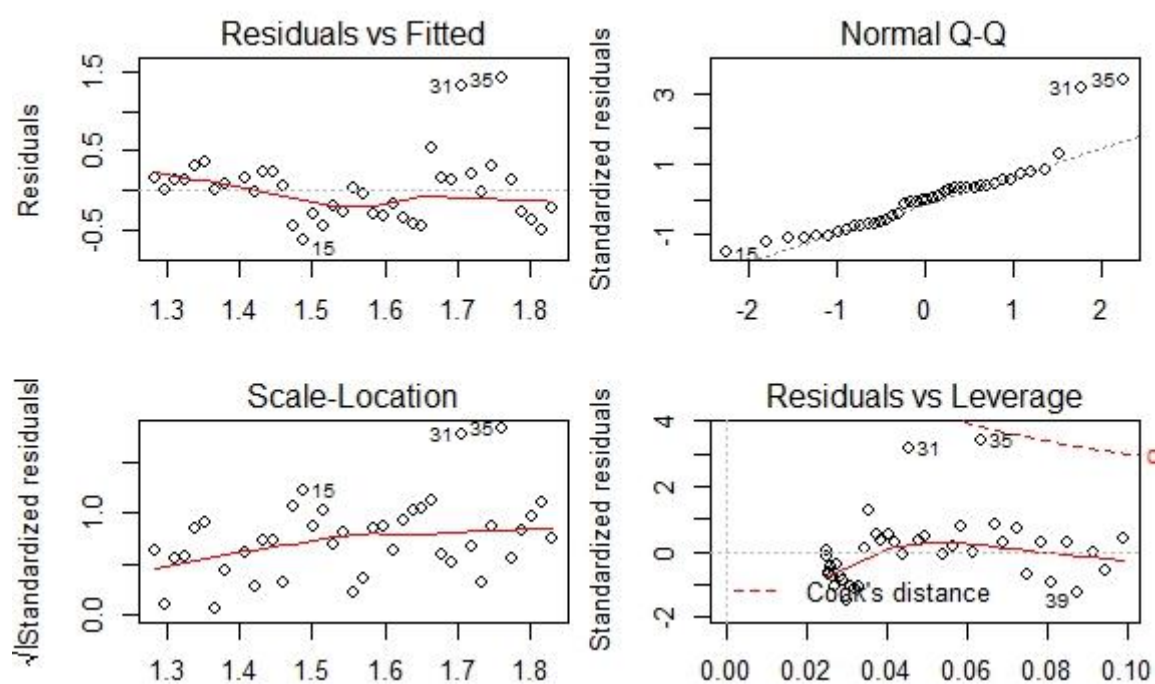 Residuals vs Fitted
Residuals
1.5
0.5
-0.5
31
35
15
1.3 1.4 1.5 1.6 1.7 1.8
Normal Q-Q
Standardized residuals
3
1
-1
31
35
15
-2 -1 0 1 2
Scale-Location
√|Standardized residuals|
1.0
0.0
31
35
15
1.3 1.4 1.5 1.6 1.7 1.8
Residuals vs Leverage
Standardized residuals
4
2
0
-2
31
35
39
Cook's distance
0.00 0.02 0.04 0.06 0.08 0.10